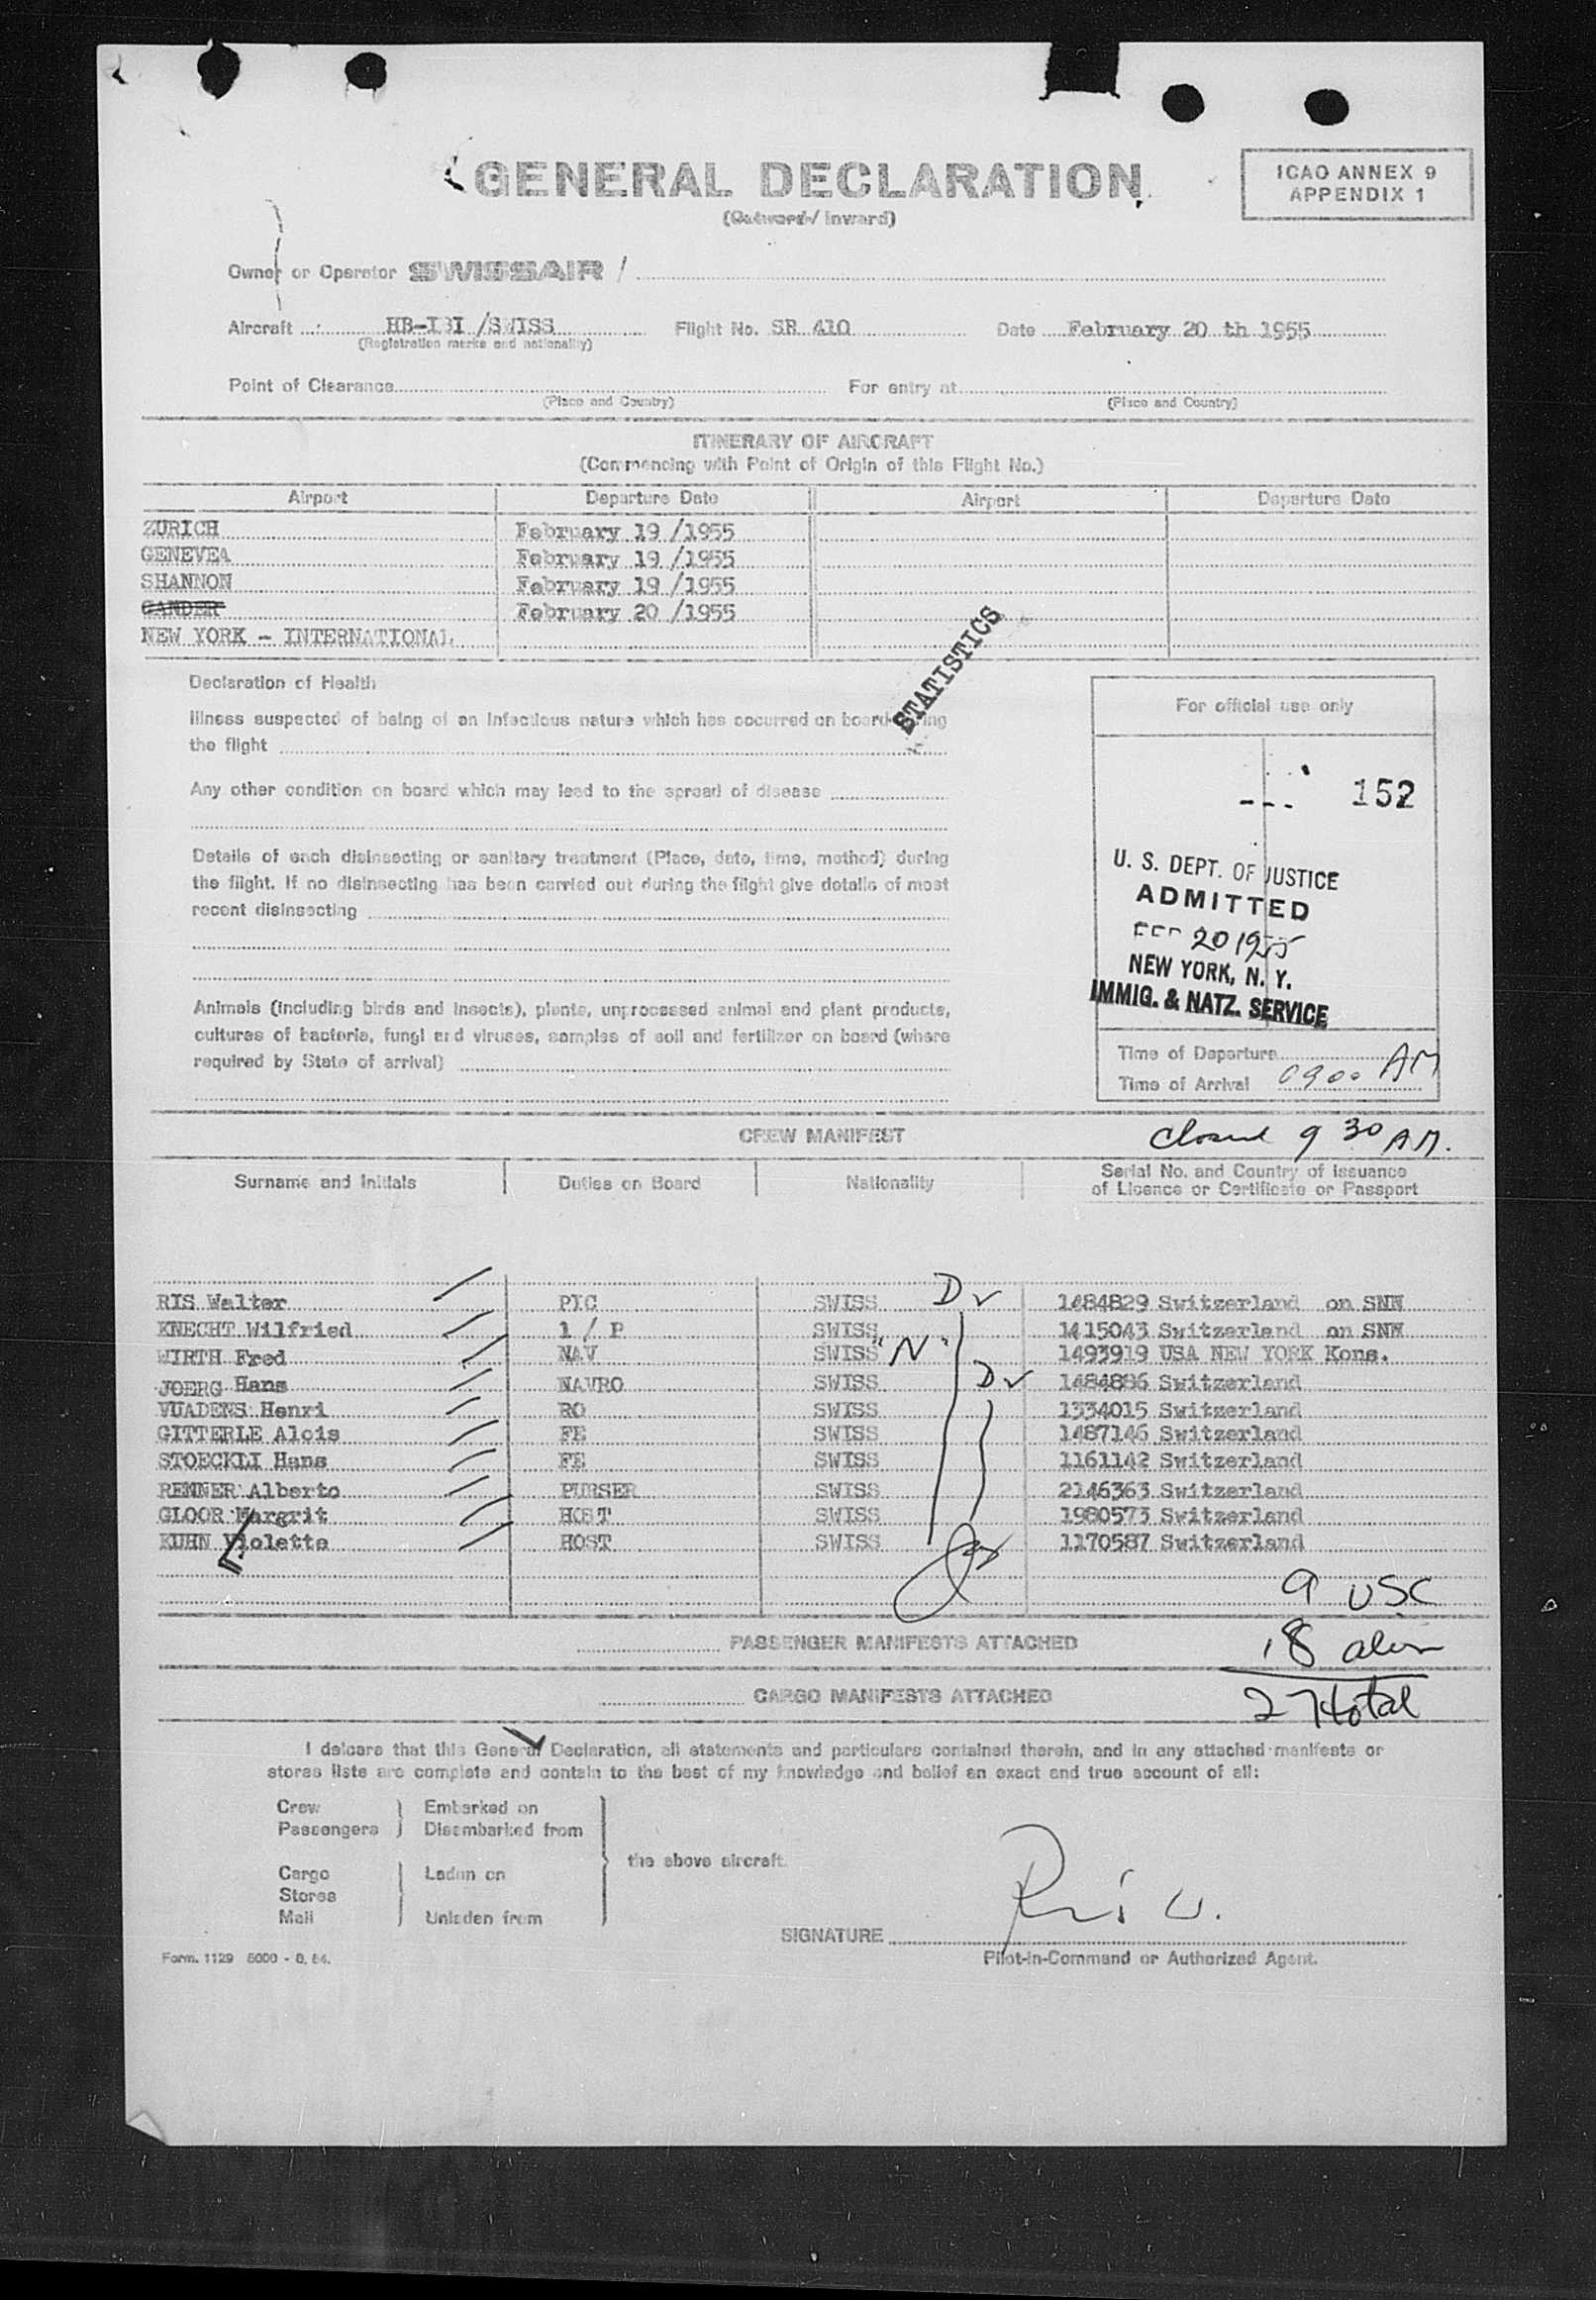 GENERAL DECLARATION
(Outward / Inward)
ICAO ANNEX 9
APPENDIX 1
Owner or Operator SWISSAIR /
Aircraft HB-IBI /SWISS Flight No. SR 410 Date February 20 th 1955
(Registration marks and nationality)
Point of Clearance For entry at
(Place and Country) (Place and Country)
ITINERARY OF AIRCRAFT
(Commencing with Point of Origin of this Flight No.)
Airport Departure Date Airport Departure Date
ZURICH February 19 /1955
GENEVEA February 19 /1955
SHANNON February 19 /1955
GANDER February 20 /1955
NEW YORK - INTERNATIONAL
STATISTICS
Declaration of Health
Illness suspected of being of an infectious nature which has occurred on board during
the flight
Any other condition on board which may lead to the spread of disease
Details of each disinsecting or sanitary treatment (Place, date, time, method) during
the flight. If no disinsecting has been carried out during the flight give details of most
recent disinsecting
Animals (including birds and insects), plants, unprocessed animal and plant products,
cultures of bacteria, fungi and viruses, samples of soil and fertilizer on board (where
required by State of arrival)
For official use only
152
U. S. DEPT. OF JUSTICE
ADMITTED
FEB 20 1955
NEW YORK, N. Y.
IMMIG. & NATZ. SERVICE
Time of Departure
Time of Arrival 0900 AM
CREW MANIFEST
Closed 9 30 AM.
Surname and Initials Duties on Board Nationality Serial No. and Country of Issuance
of Licence or Certificate or Passport
RIS Walter PIC SWISS D 1484829 Switzerland on SNN
KNECHT Wilfried 1 / P SWISS 1415043 Switzerland on SNN
WIRTH Fred NAV SWISS "N" 1493919 USA NEW YORK Kons.
JOERG Hans NAVRO SWISS D 1484886 Switzerland
VUADENS Henri RO SWISS 1334015 Switzerland
GITTERLE Alois FE SWISS 1487146 Switzerland
STOECKLI Hans FE SWISS 1161142 Switzerland
RENNER Alberto PURSER SWISS 2146363 Switzerland
GLOOR Margrit HOST SWISS 1980573 Switzerland
KUHN Violette HOST SWISS 1170587 Switzerland
9 USC
18 alien
27 total
PASSENGER MANIFESTS ATTACHED
CARGO MANIFESTS ATTACHED
I delcare that this General Declaration, all statements and particulars contained therein, and in any attached manifests or
stores lists are complete and contain to the best of my knowledge and belief an exact and true account of all:
Crew Embarked on
Passengers Disembarked from
the above aircraft.
Cargo Laden on
Stores
Mail Unladen from
Ris W.
SIGNATURE
Pilot-in-Command or Authorized Agent.
Form. 1129 5000 - 8. 54.